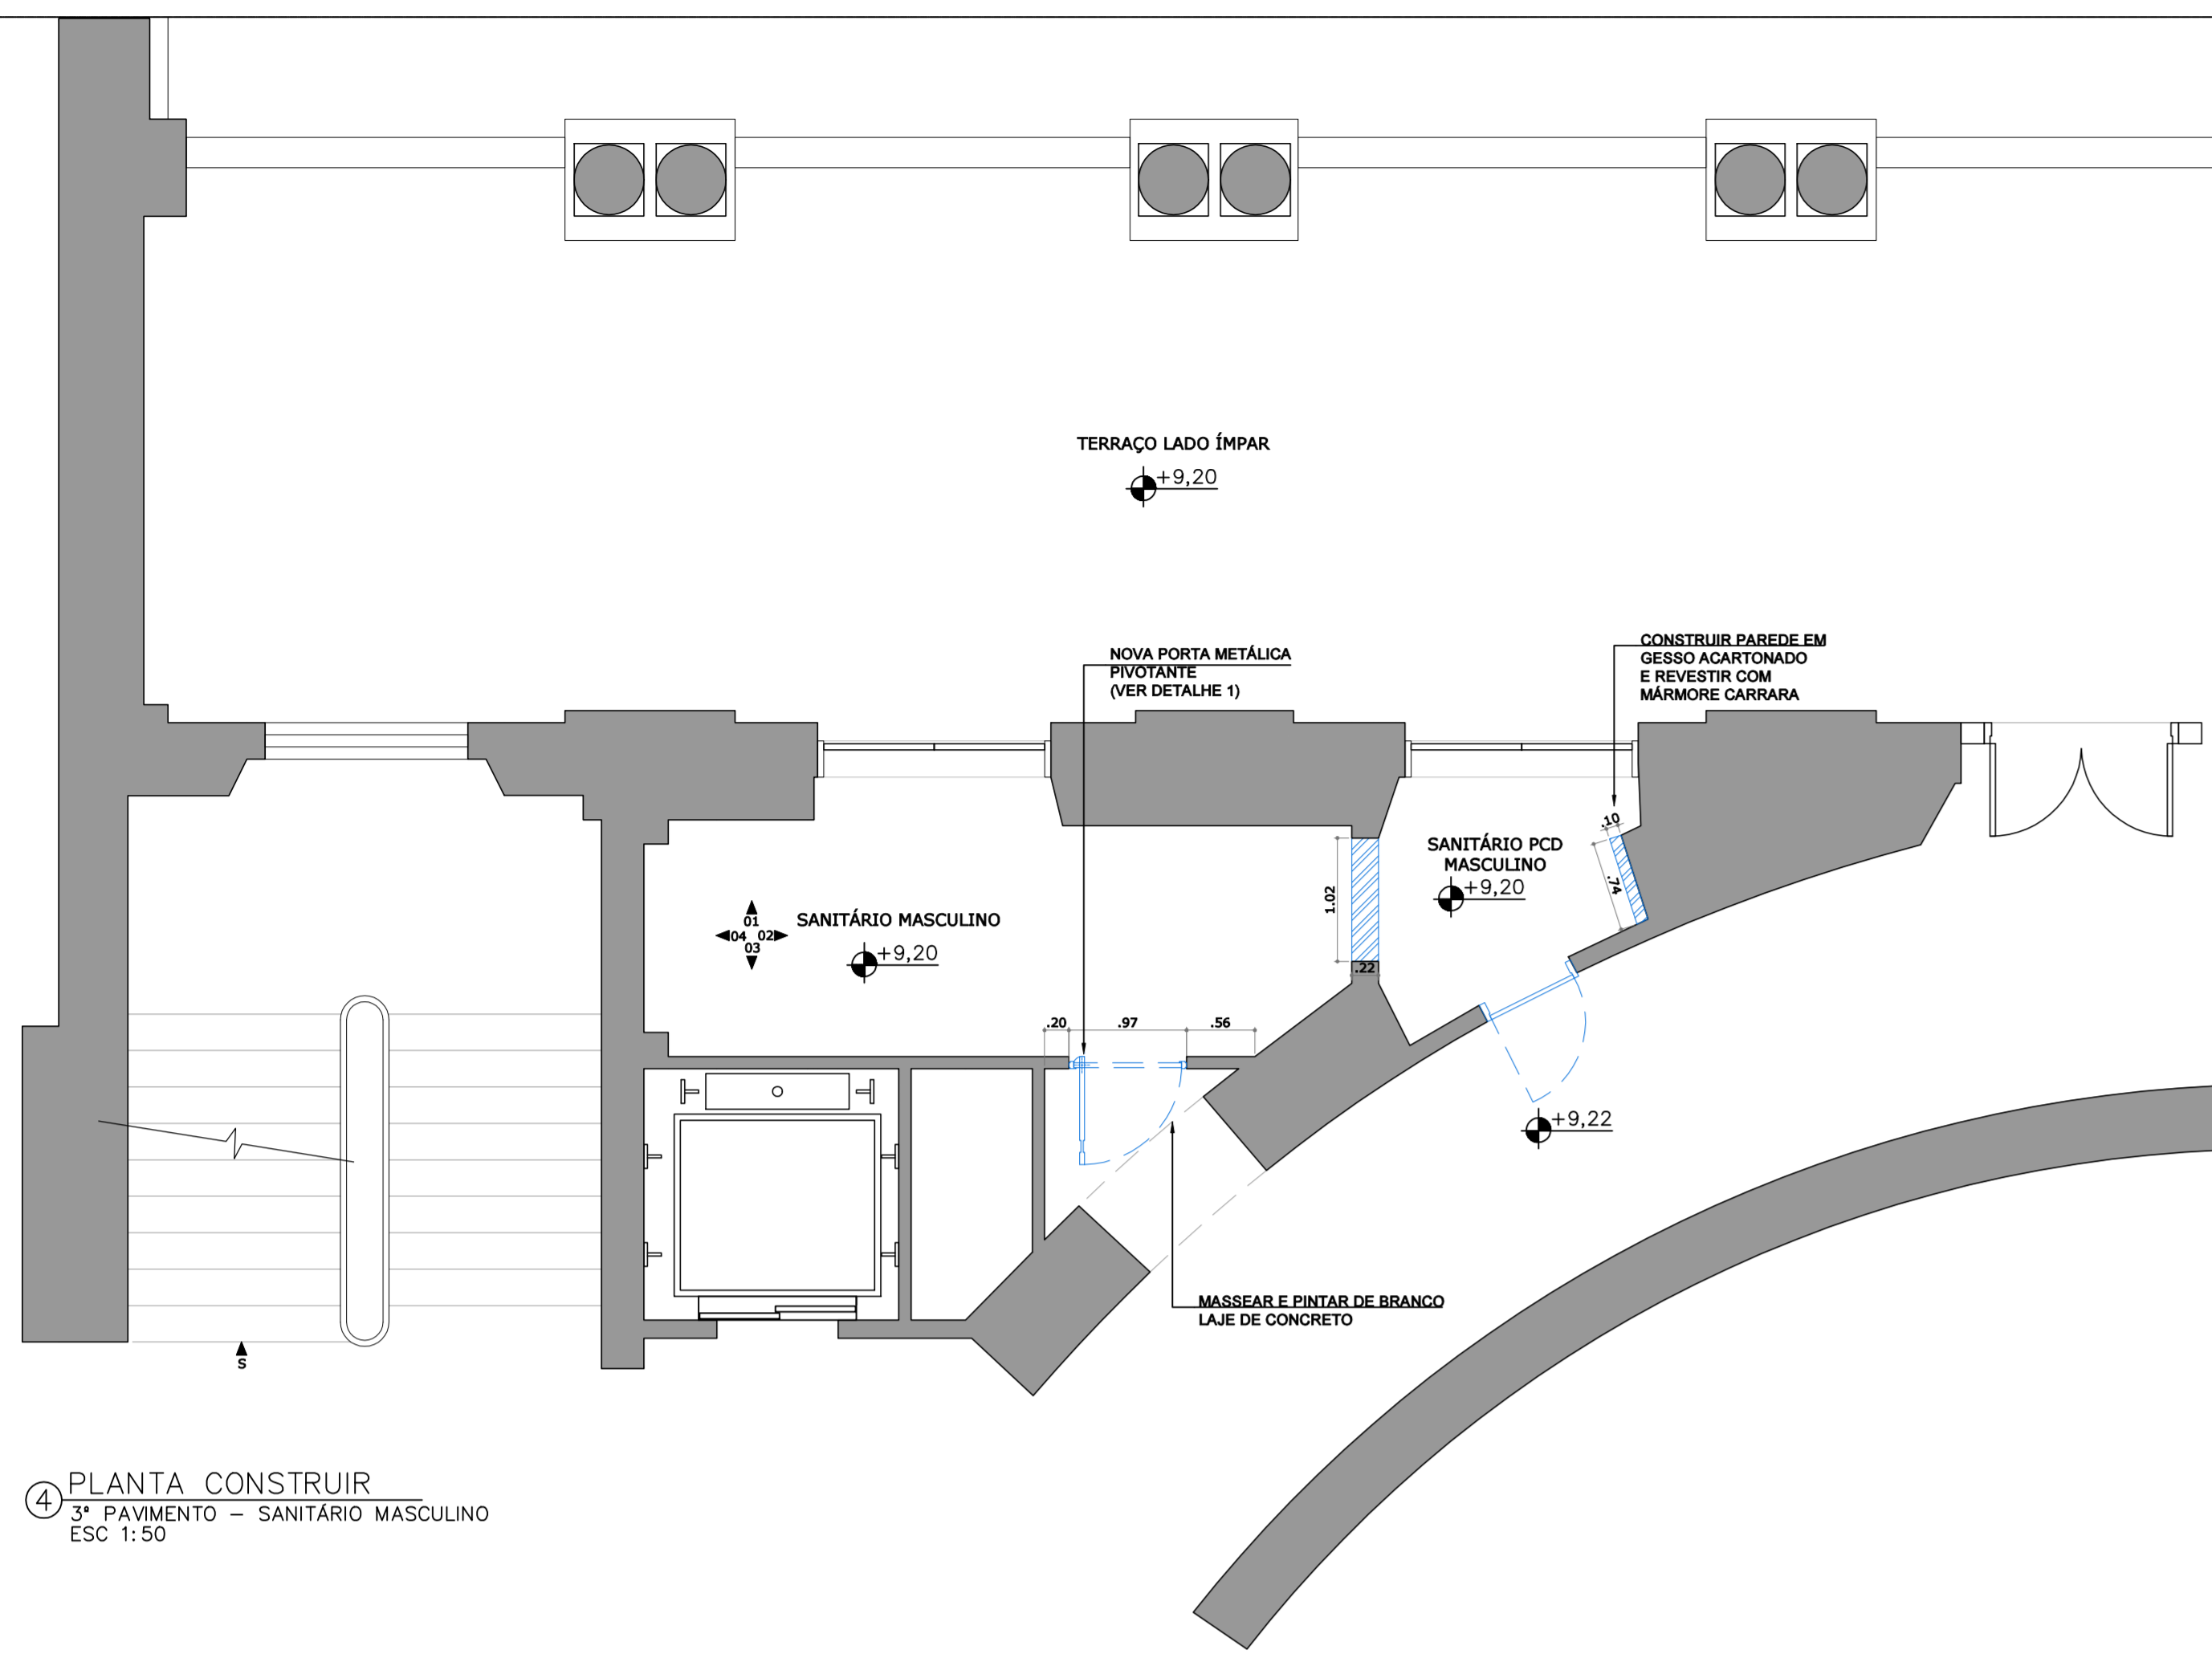 TERRAÇO LADO ÍMPAR
+9,20
NOVA PORTA METÁLICA
PIVOTANTE
(VER DETALHE 1)
CONSTRUIR PAREDE EM
GESSO ACARTONADO
E REVESTIR COM
MÁRMORE CARRARA
.10
.74
SANITÁRIO PCD
MASCULINO
+9,20
1.02
.22
01
04 02
03
SANITÁRIO MASCULINO
+9,20
.20 .97 .56
+9,22
MASSEAR E PINTAR DE BRANCO
LAJE DE CONCRETO
S
4 PLANTA CONSTRUIR
3º PAVIMENTO – SANITÁRIO MASCULINO
ESC 1:50